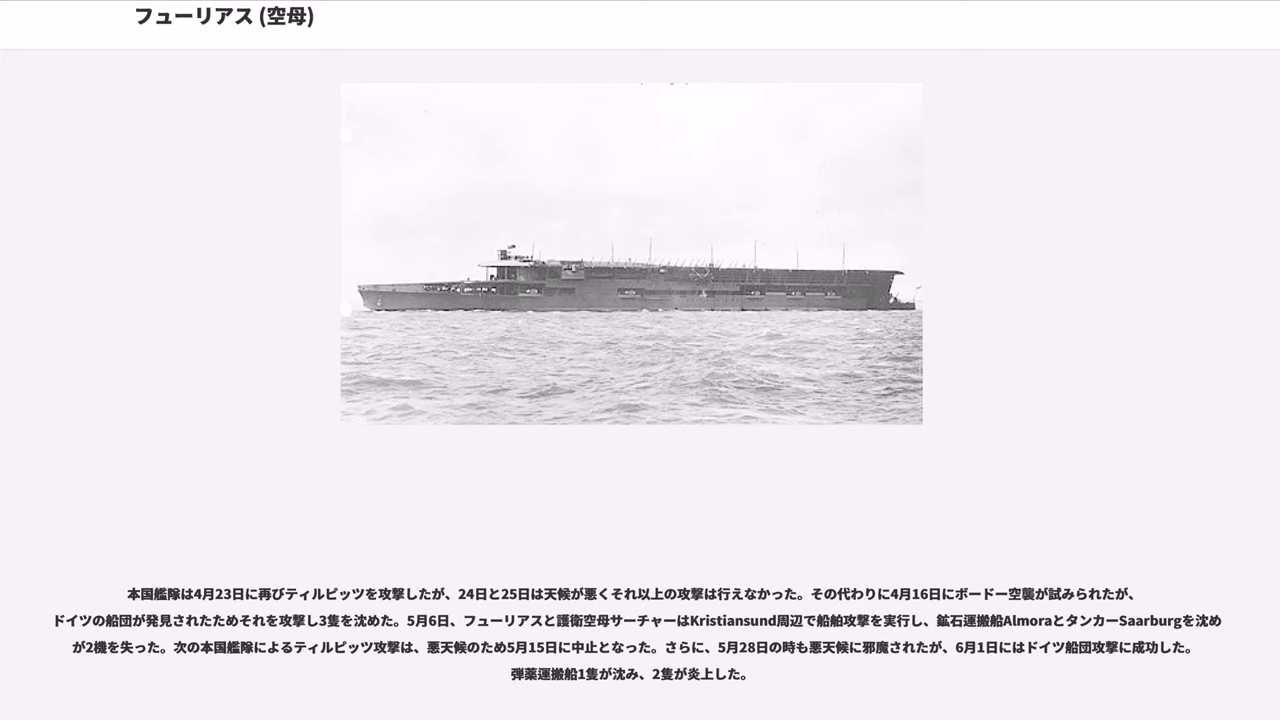 フューリアス (空母)
本国艦隊は4月23日に再びティルピッツを攻撃したが、24日と25日は天候が悪くそれ以上の攻撃は行えなかった。その代わりに4月16日にボードー空襲が試みられたが、
ドイツの船団が発見されたためそれを攻撃し3隻を沈めた。5月6日、フューリアスと護衛空母サーチャーはKristiansund周辺で船舶攻撃を実行し、鉱石運搬船AlmoraとタンカーSaarburgを沈め
が2機を失った。次の本国艦隊によるティルピッツ攻撃は、悪天候のため5月15日に中止となった。さらに、5月28日の時も悪天候に邪魔されたが、6月1日にはドイツ船団攻撃に成功した。
弾薬運搬船1隻が沈み、2隻が炎上した。